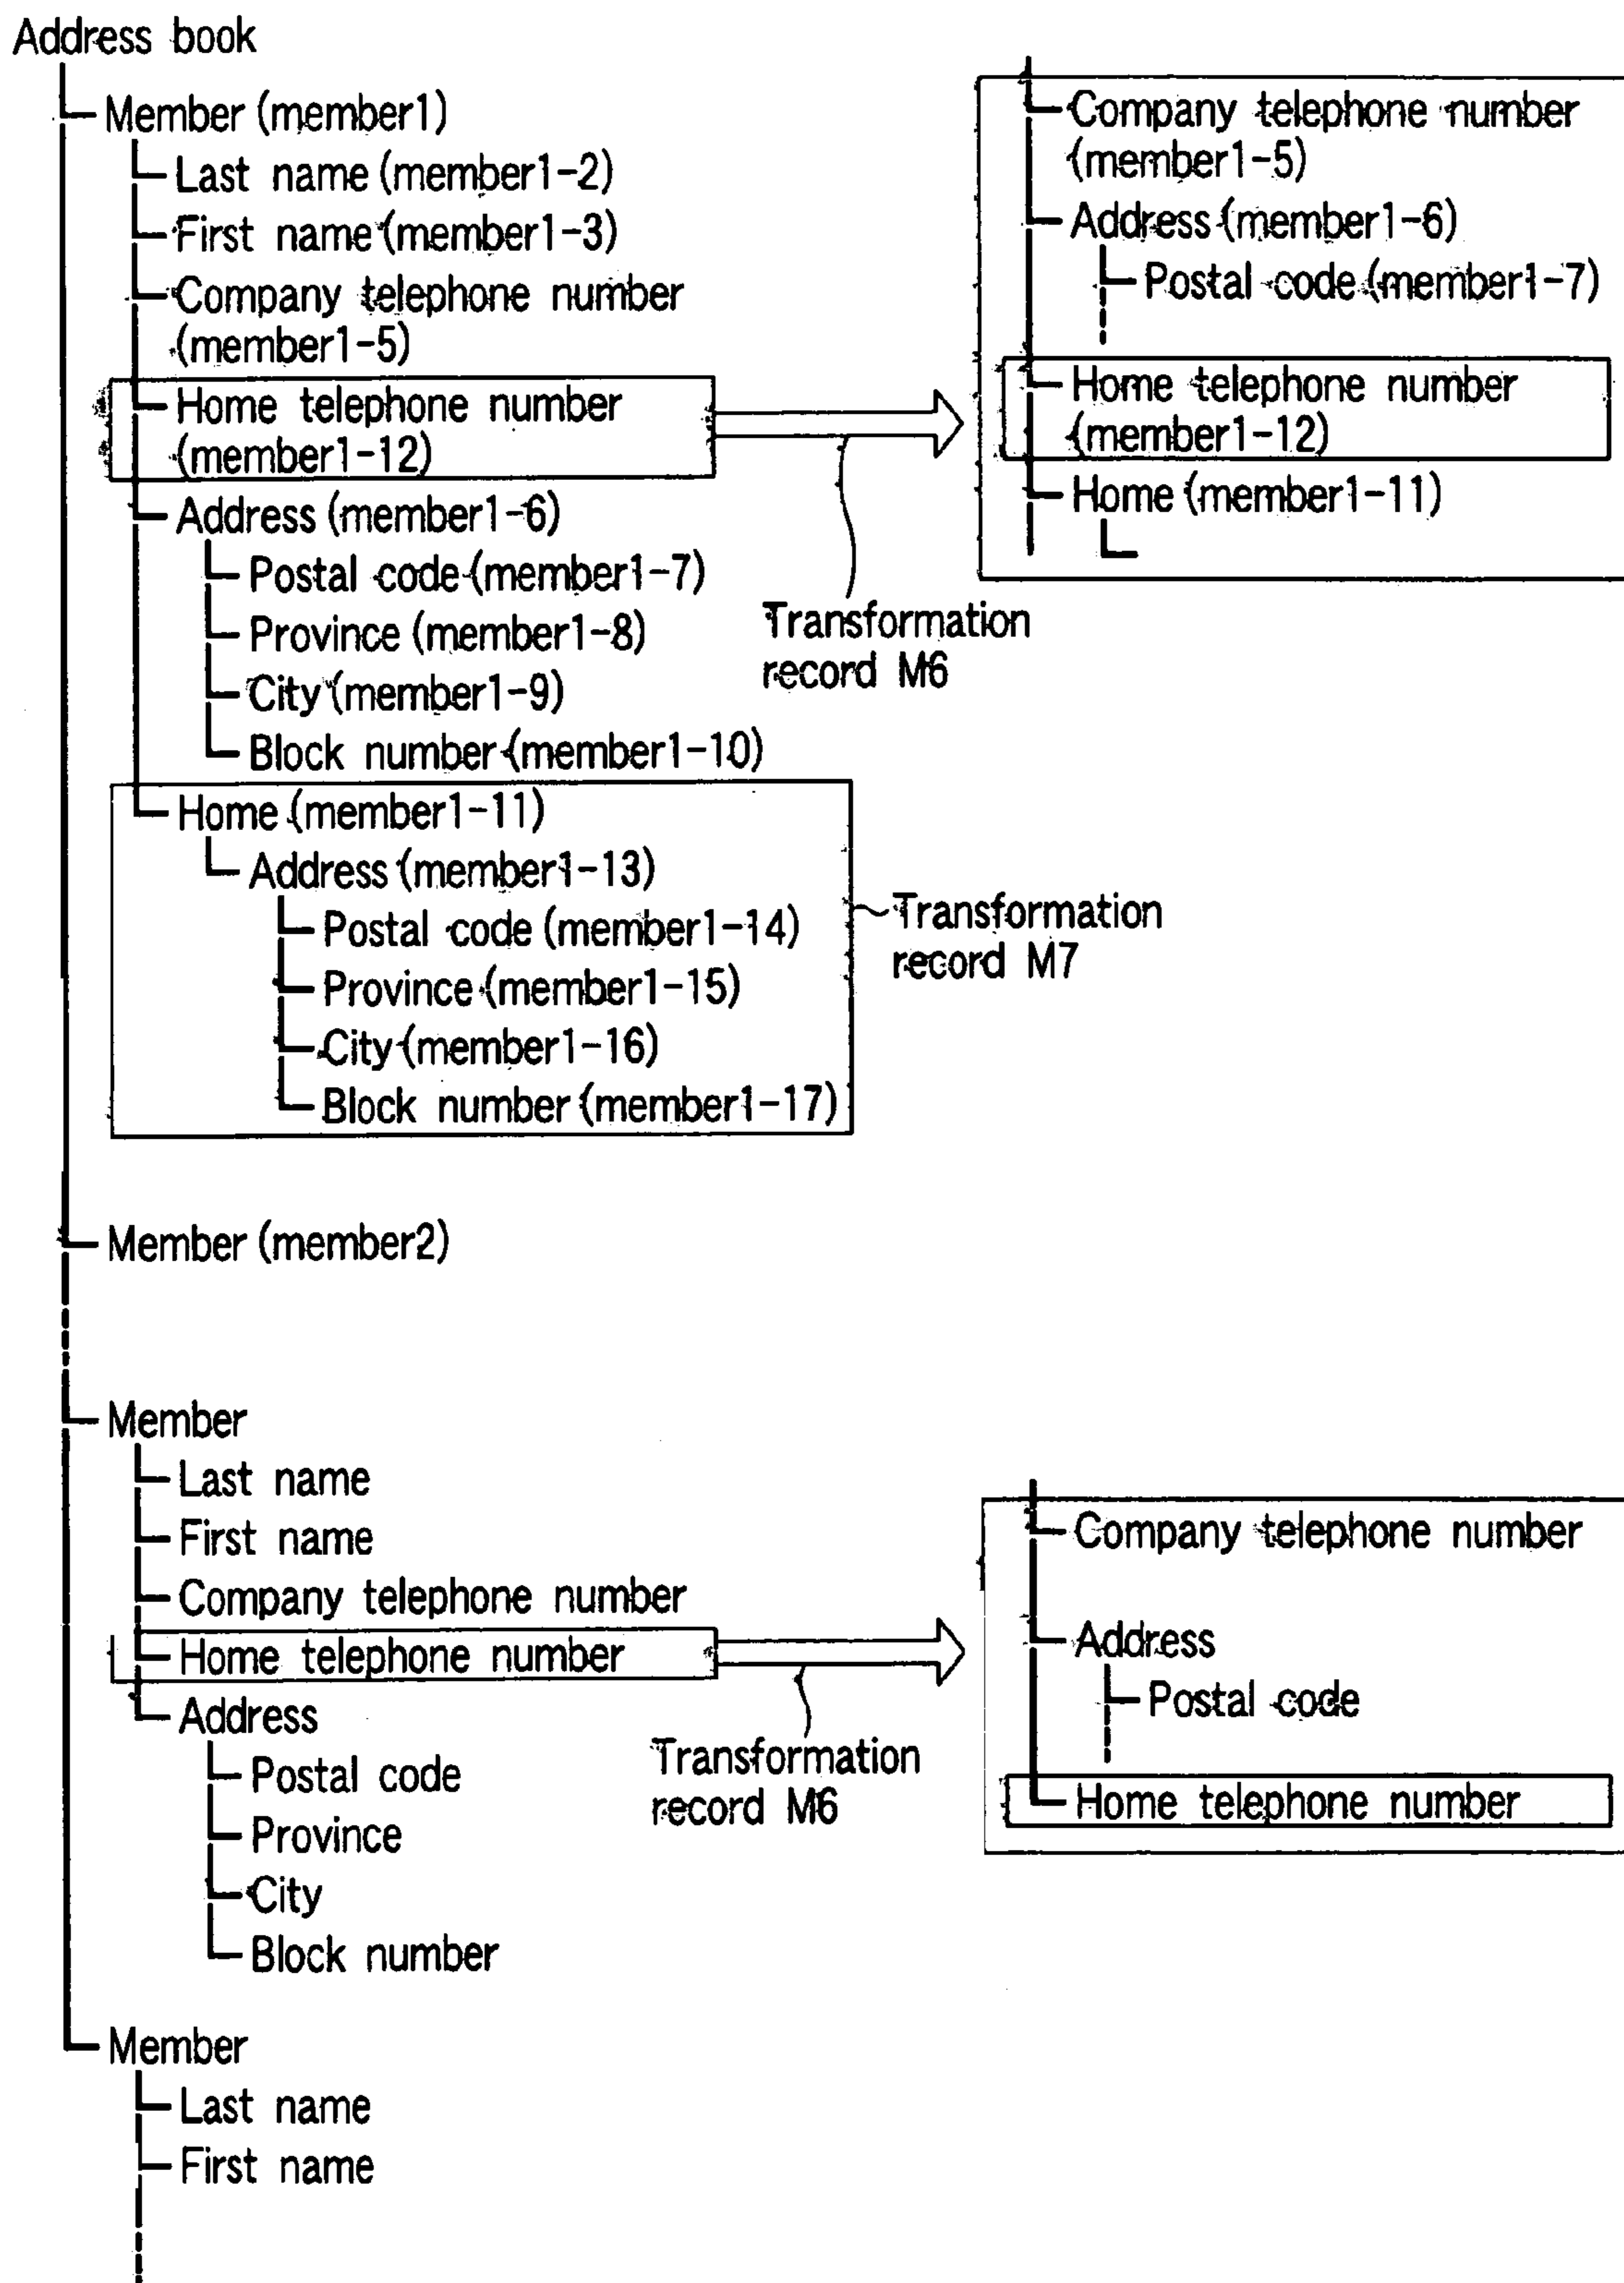 Address book
Member (member1)
Last name (member1-2)
First name (member1-3)
Company telephone number
(member1-5)
Home telephone number
(member1-12)
Address (member1-6)
Postal code (member1-7)
Province (member1-8)
City (member1-9)
Block number (member1-10)
Home (member1-11)
Address (member1-13)
Postal code (member1-14)
Province (member1-15)
City (member1-16)
Block number (member1-17)
Transformation
record M6
Transformation
record M7
Company telephone number
(member1-5)
Address (member1-6)
Postal code (member1-7)
Home telephone number
(member1-12)
Home (member1-11)
Member (member2)
Member
Last name
First name
Company telephone number
Home telephone number
Address
Postal code
Province
City
Block number
Transformation
record M6
Company telephone number
Address
Postal code
Home telephone number
Member
Last name
First name